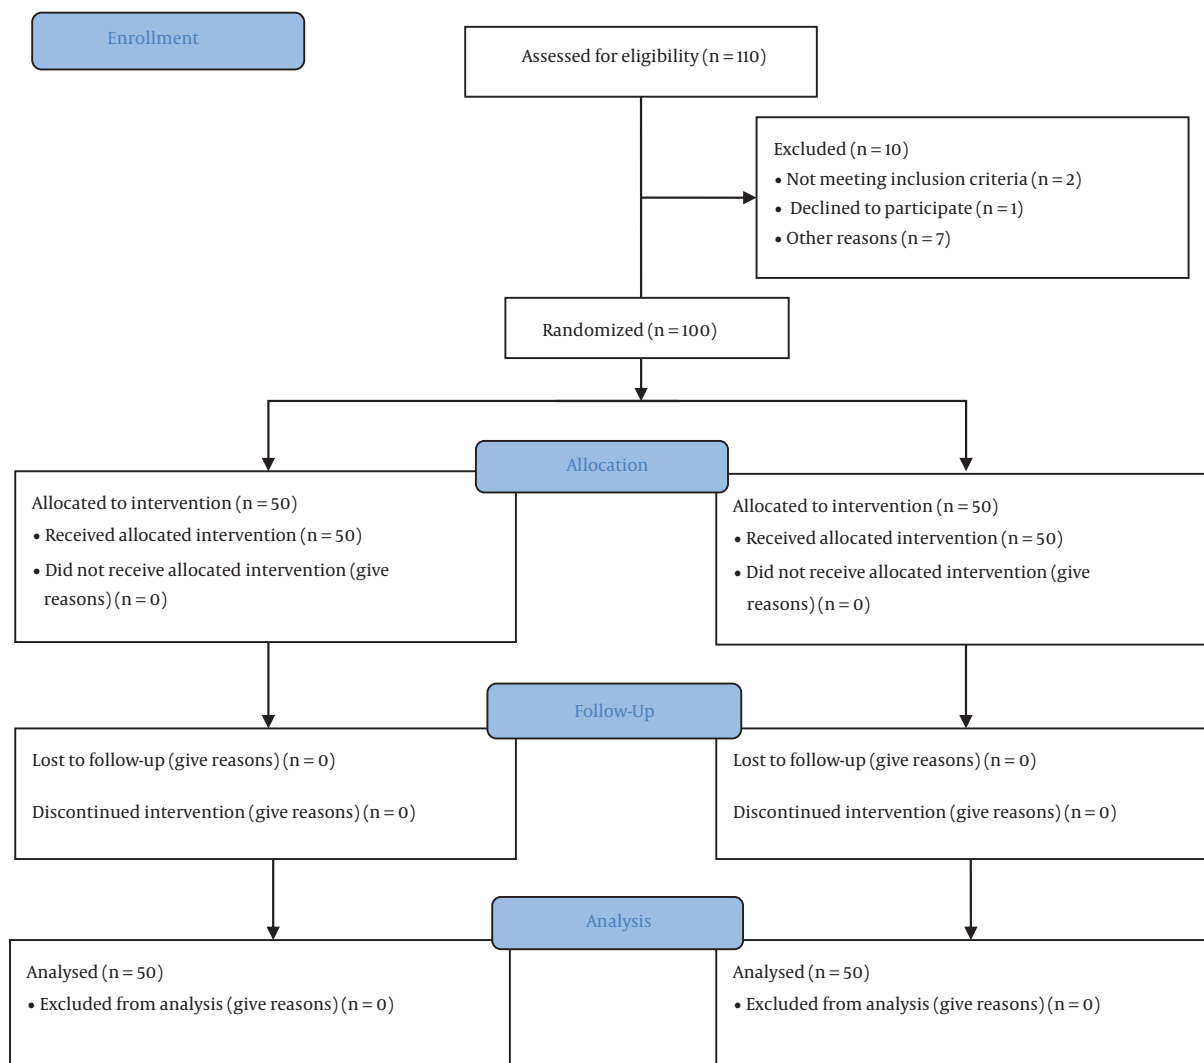 Enrollment
Assessed for eligibility (n = 110)
Excluded (n = 10)
• Not meeting inclusion criteria (n = 2)
• Declined to participate (n = 1)
• Other reasons (n = 7)
Randomized (n = 100)
Allocation
Allocated to intervention (n = 50)
• Received allocated intervention (n = 50)
• Did not receive allocated intervention (give
reasons) (n = 0)
Allocated to intervention (n = 50)
• Received allocated intervention (n = 50)
• Did not receive allocated intervention (give
reasons) (n = 0)
Follow-Up
Lost to follow-up (give reasons) (n = 0)
Discontinued intervention (give reasons) (n = 0)
Lost to follow-up (give reasons) (n = 0)
Discontinued intervention (give reasons) (n = 0)
Analysis
Analysed (n = 50)
• Excluded from analysis (give reasons) (n = 0)
Analysed (n = 50)
• Excluded from analysis (give reasons) (n = 0)